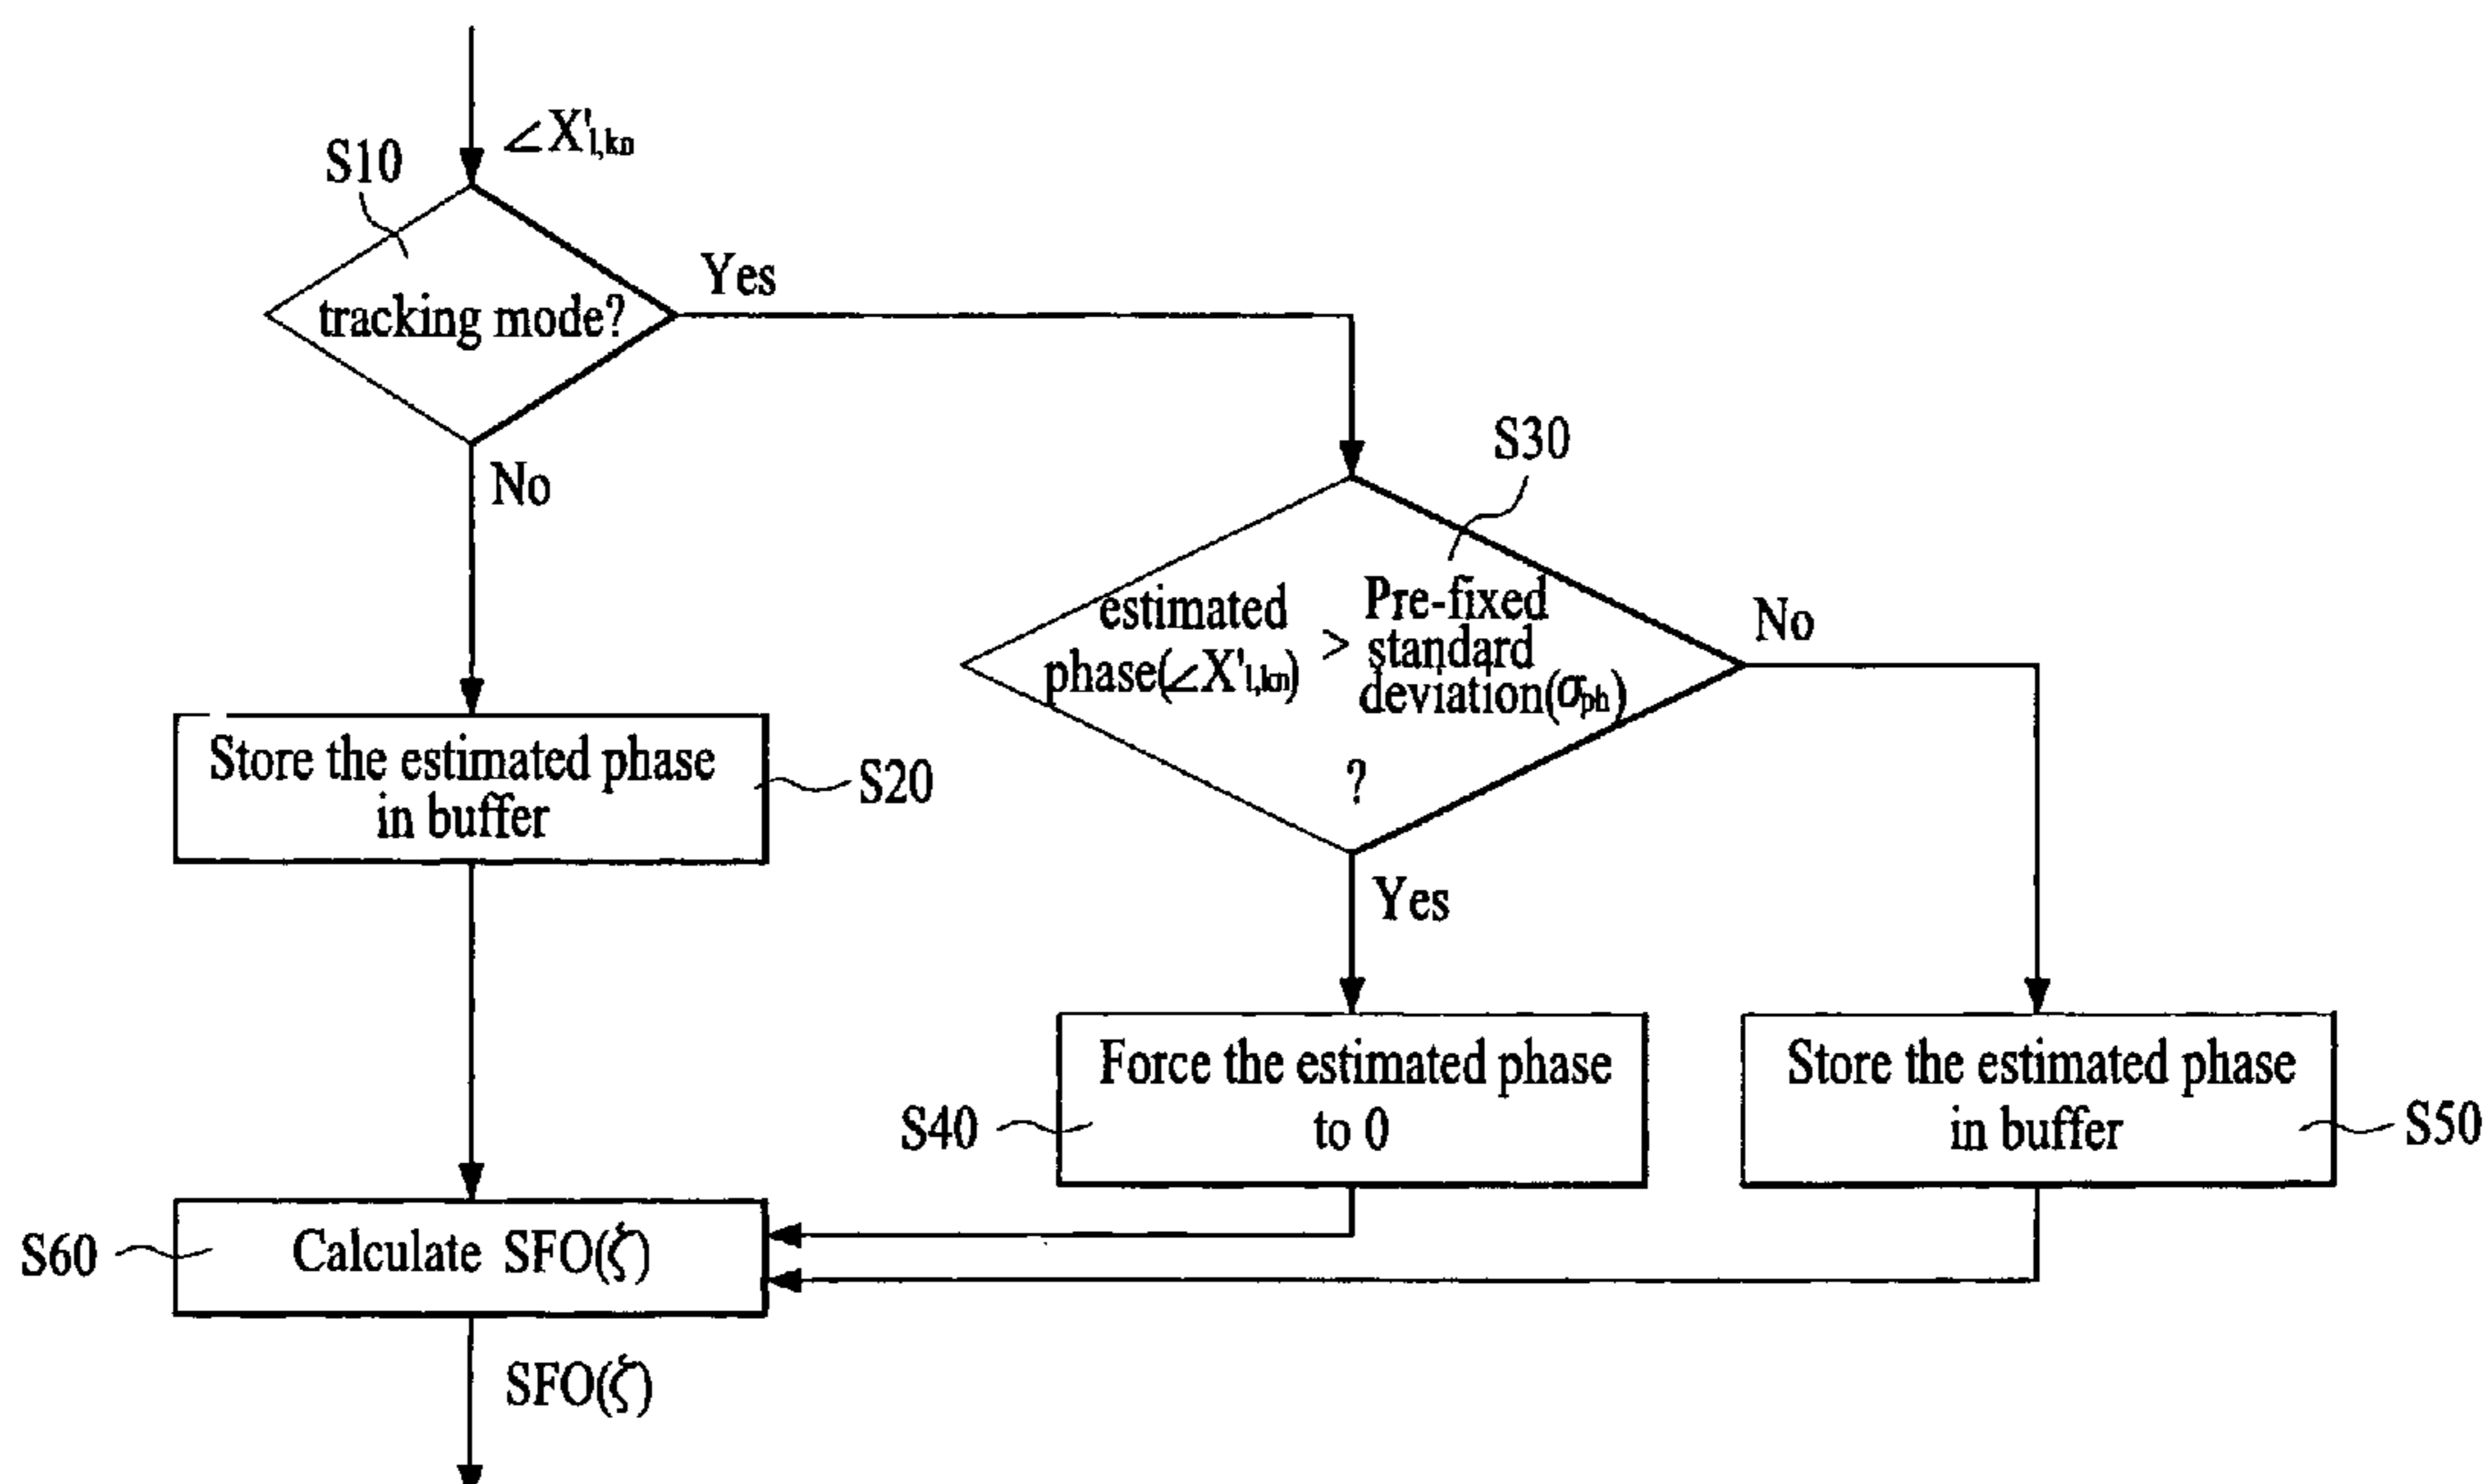 ∠X'l,kn
S10
tracking mode?
Yes
No
S30
estimated
phase(∠X'l,kn)
>
Pre-fixed
standard
deviation(σph)
?
No
Yes
Store the estimated phase
in buffer
S20
Force the estimated phase
to 0
S40
Store the estimated phase
in buffer
S50
S60
Calculate SFO(ζ)
SFO(ζ)